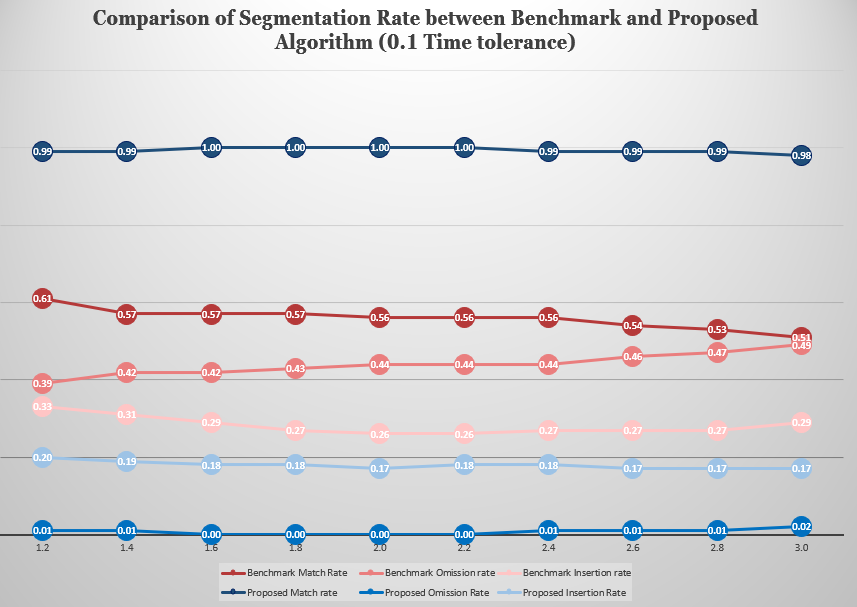 Comparison of Segmentation Rate between Benchmark and Proposed
Algorithm (0.1 Time tolerance)
0.99 0.99 1.00 1.00 1.00 1.00 0.99 0.99 0.99 0.98
0.61 0.57 0.57 0.57 0.56 0.56 0.56 0.54 0.53 0.51
0.39 0.42 0.42 0.43 0.44 0.44 0.44 0.46 0.47 0.49
0.33 0.31 0.29 0.27 0.26 0.26 0.27 0.27 0.27 0.29
0.20 0.19 0.18 0.18 0.17 0.18 0.18 0.17 0.17 0.17
0.01 0.01 0.00 0.00 0.00 0.00 0.01 0.01 0.01 0.02
1.2 1.4 1.6 1.8 2.0 2.2 2.4 2.6 2.8 3.0
Benchmark Match Rate Benchmark Omission rate Benchmark Insertion rate
Proposed Match rate Proposed Omission Rate Proposed Insertion Rate